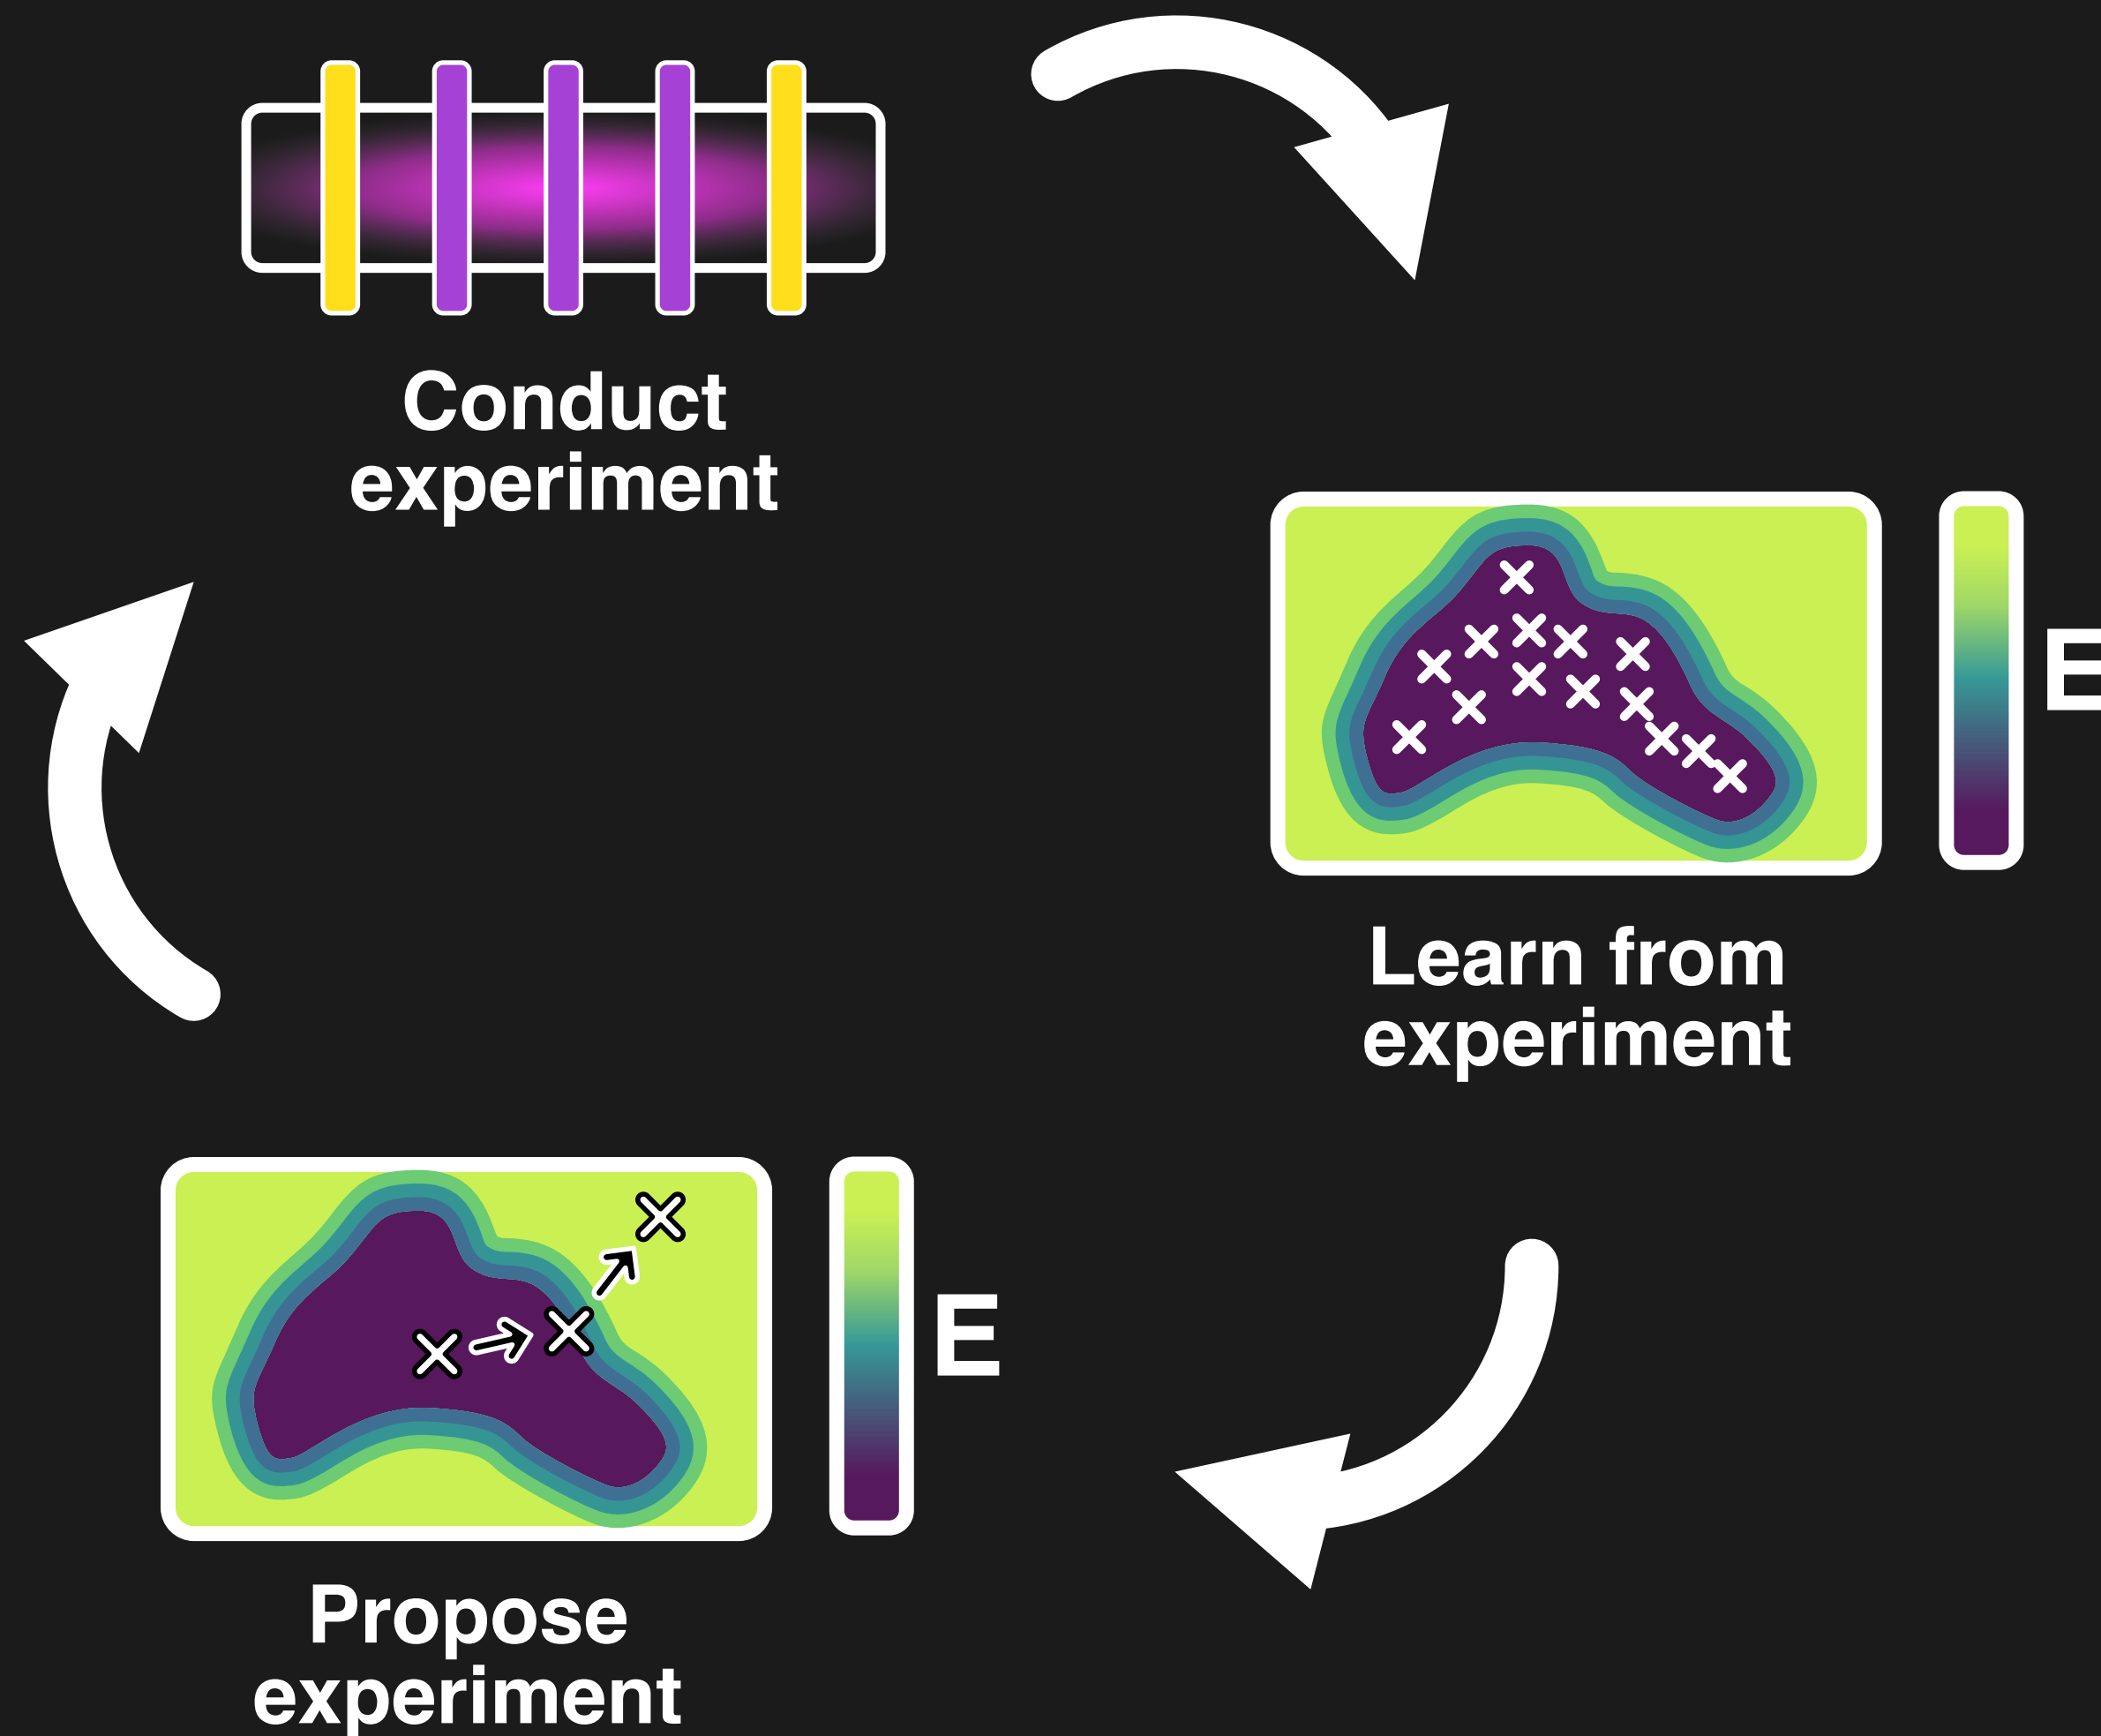 Conduct
experiment
E
Learn from
experiment
E
Propose
experiment